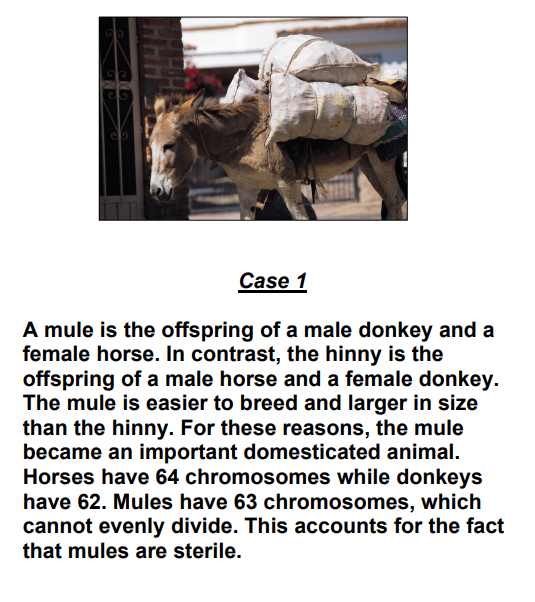 Case 1
A mule is the offspring of a male donkey and a
female horse. In contrast, the hinny is the
offspring of a male horse and a female donkey.
The mule is easier to breed and larger in size
than the hinny. For these reasons, the mule
became an important domesticated animal.
Horses have 64 chromosomes while donkeys
have 62. Mules have 63 chromosomes, which
cannot evenly divide. This accounts for the fact
that mules are sterile.